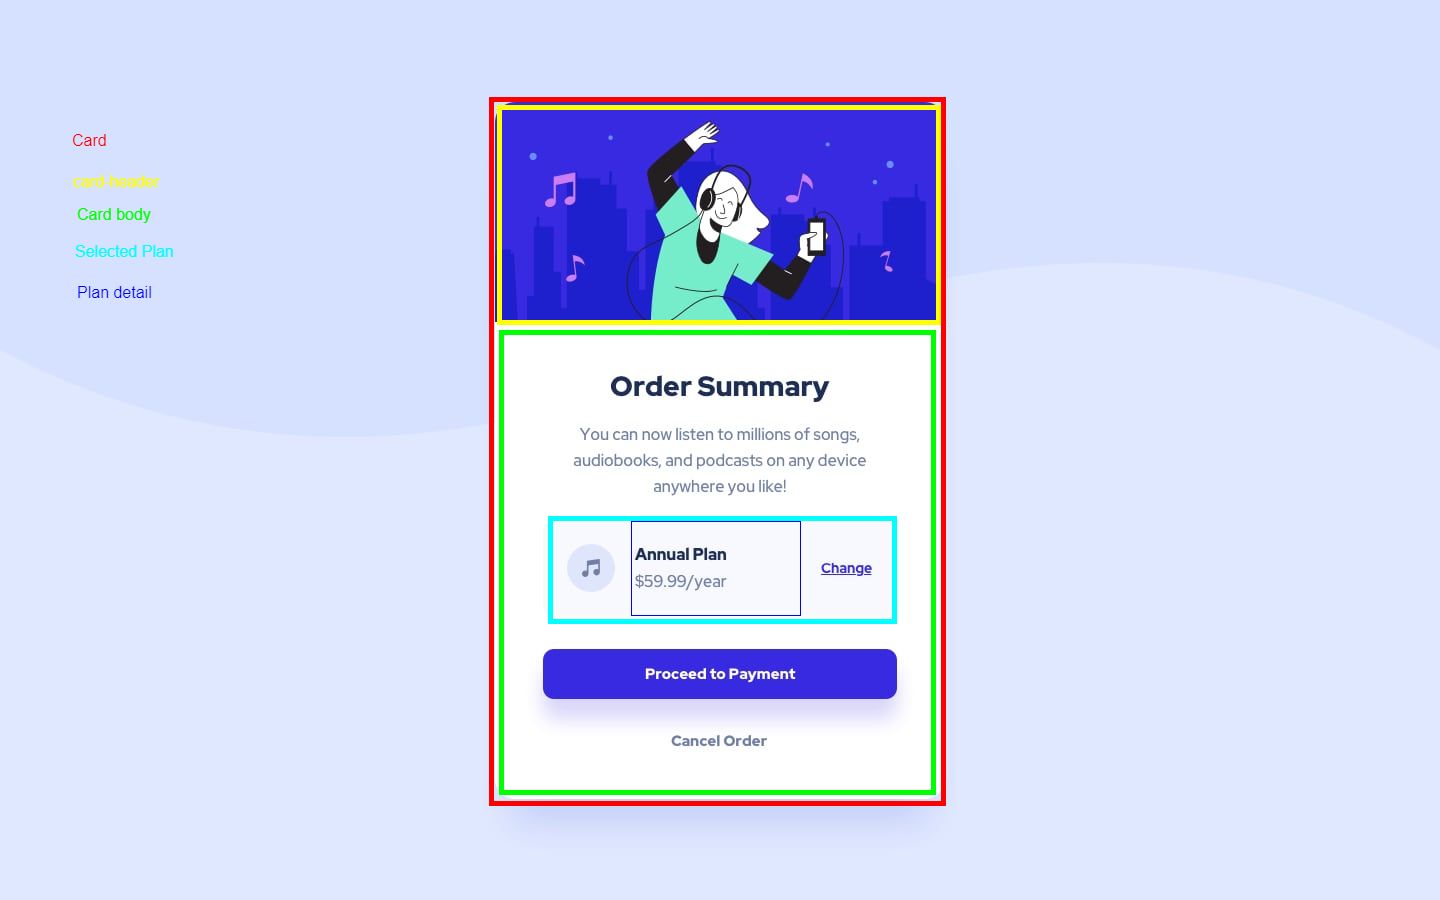 Card
card-header
Card body
Selected Plan
Plan detail
Order Summary
You can now listen to millions of songs,
audiobooks, and podcasts on any device
anywhere you like!
Annual Plan
$59.99/year
Change
Proceed to Payment
Cancel Order